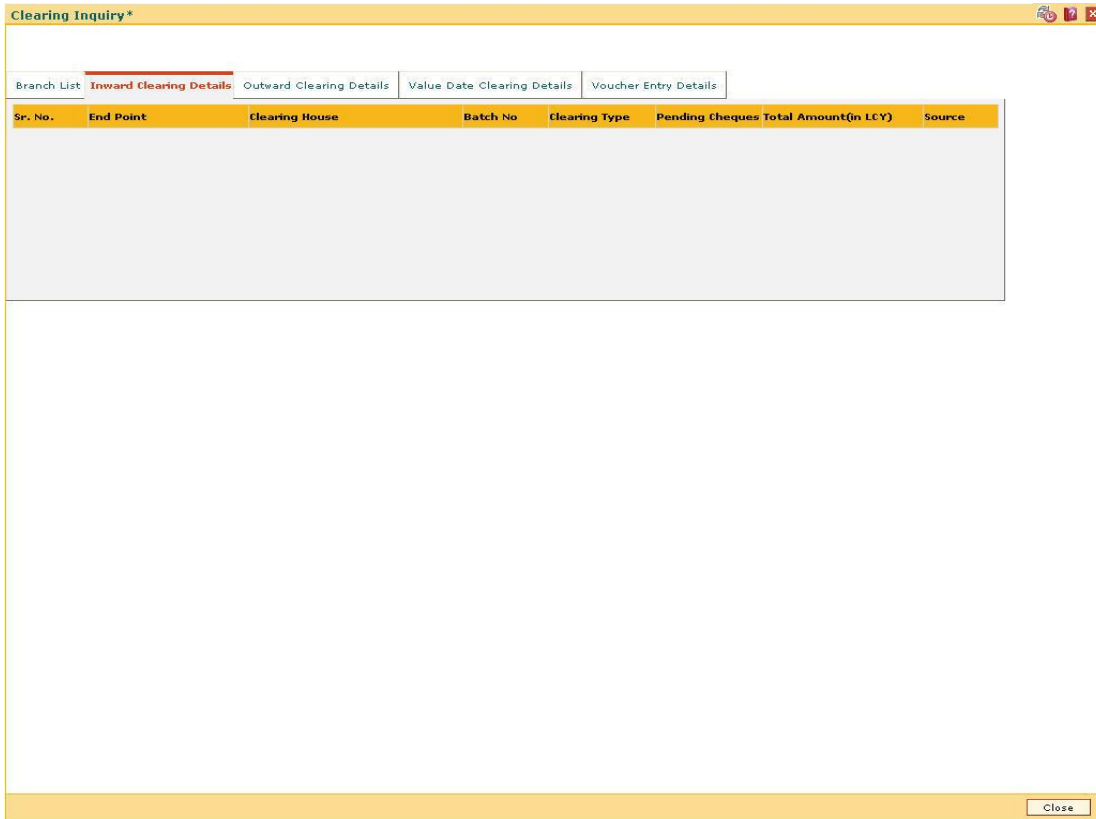 Clearing Inquiry*
Branch List Inward Clearing Details Outward Clearing Details Value Date Clearing Details Voucher Entry Details
Sr. No. End Point Clearing House Batch No Clearing Type Pending Cheques Total Amount(in LCY) Source
Close